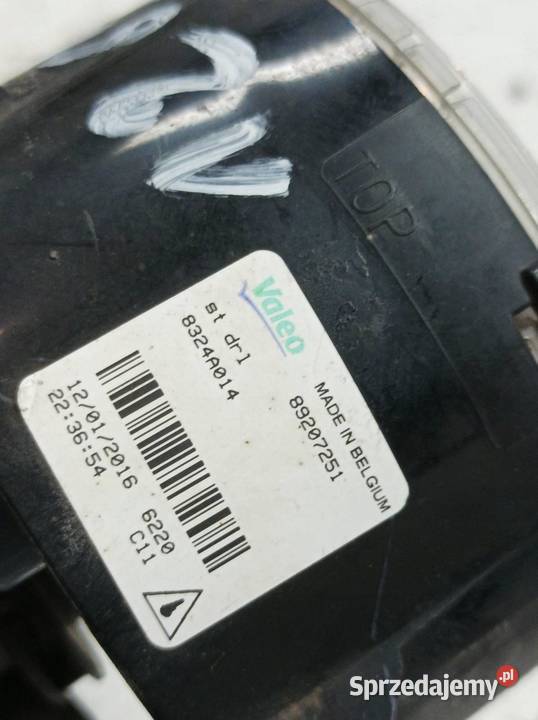 TOP
Valeo
st drl
8324A014
MADE IN BELGIUM
89207251
12/01/2016 6220
22:36:54 C11
Sprzedajemy.pl